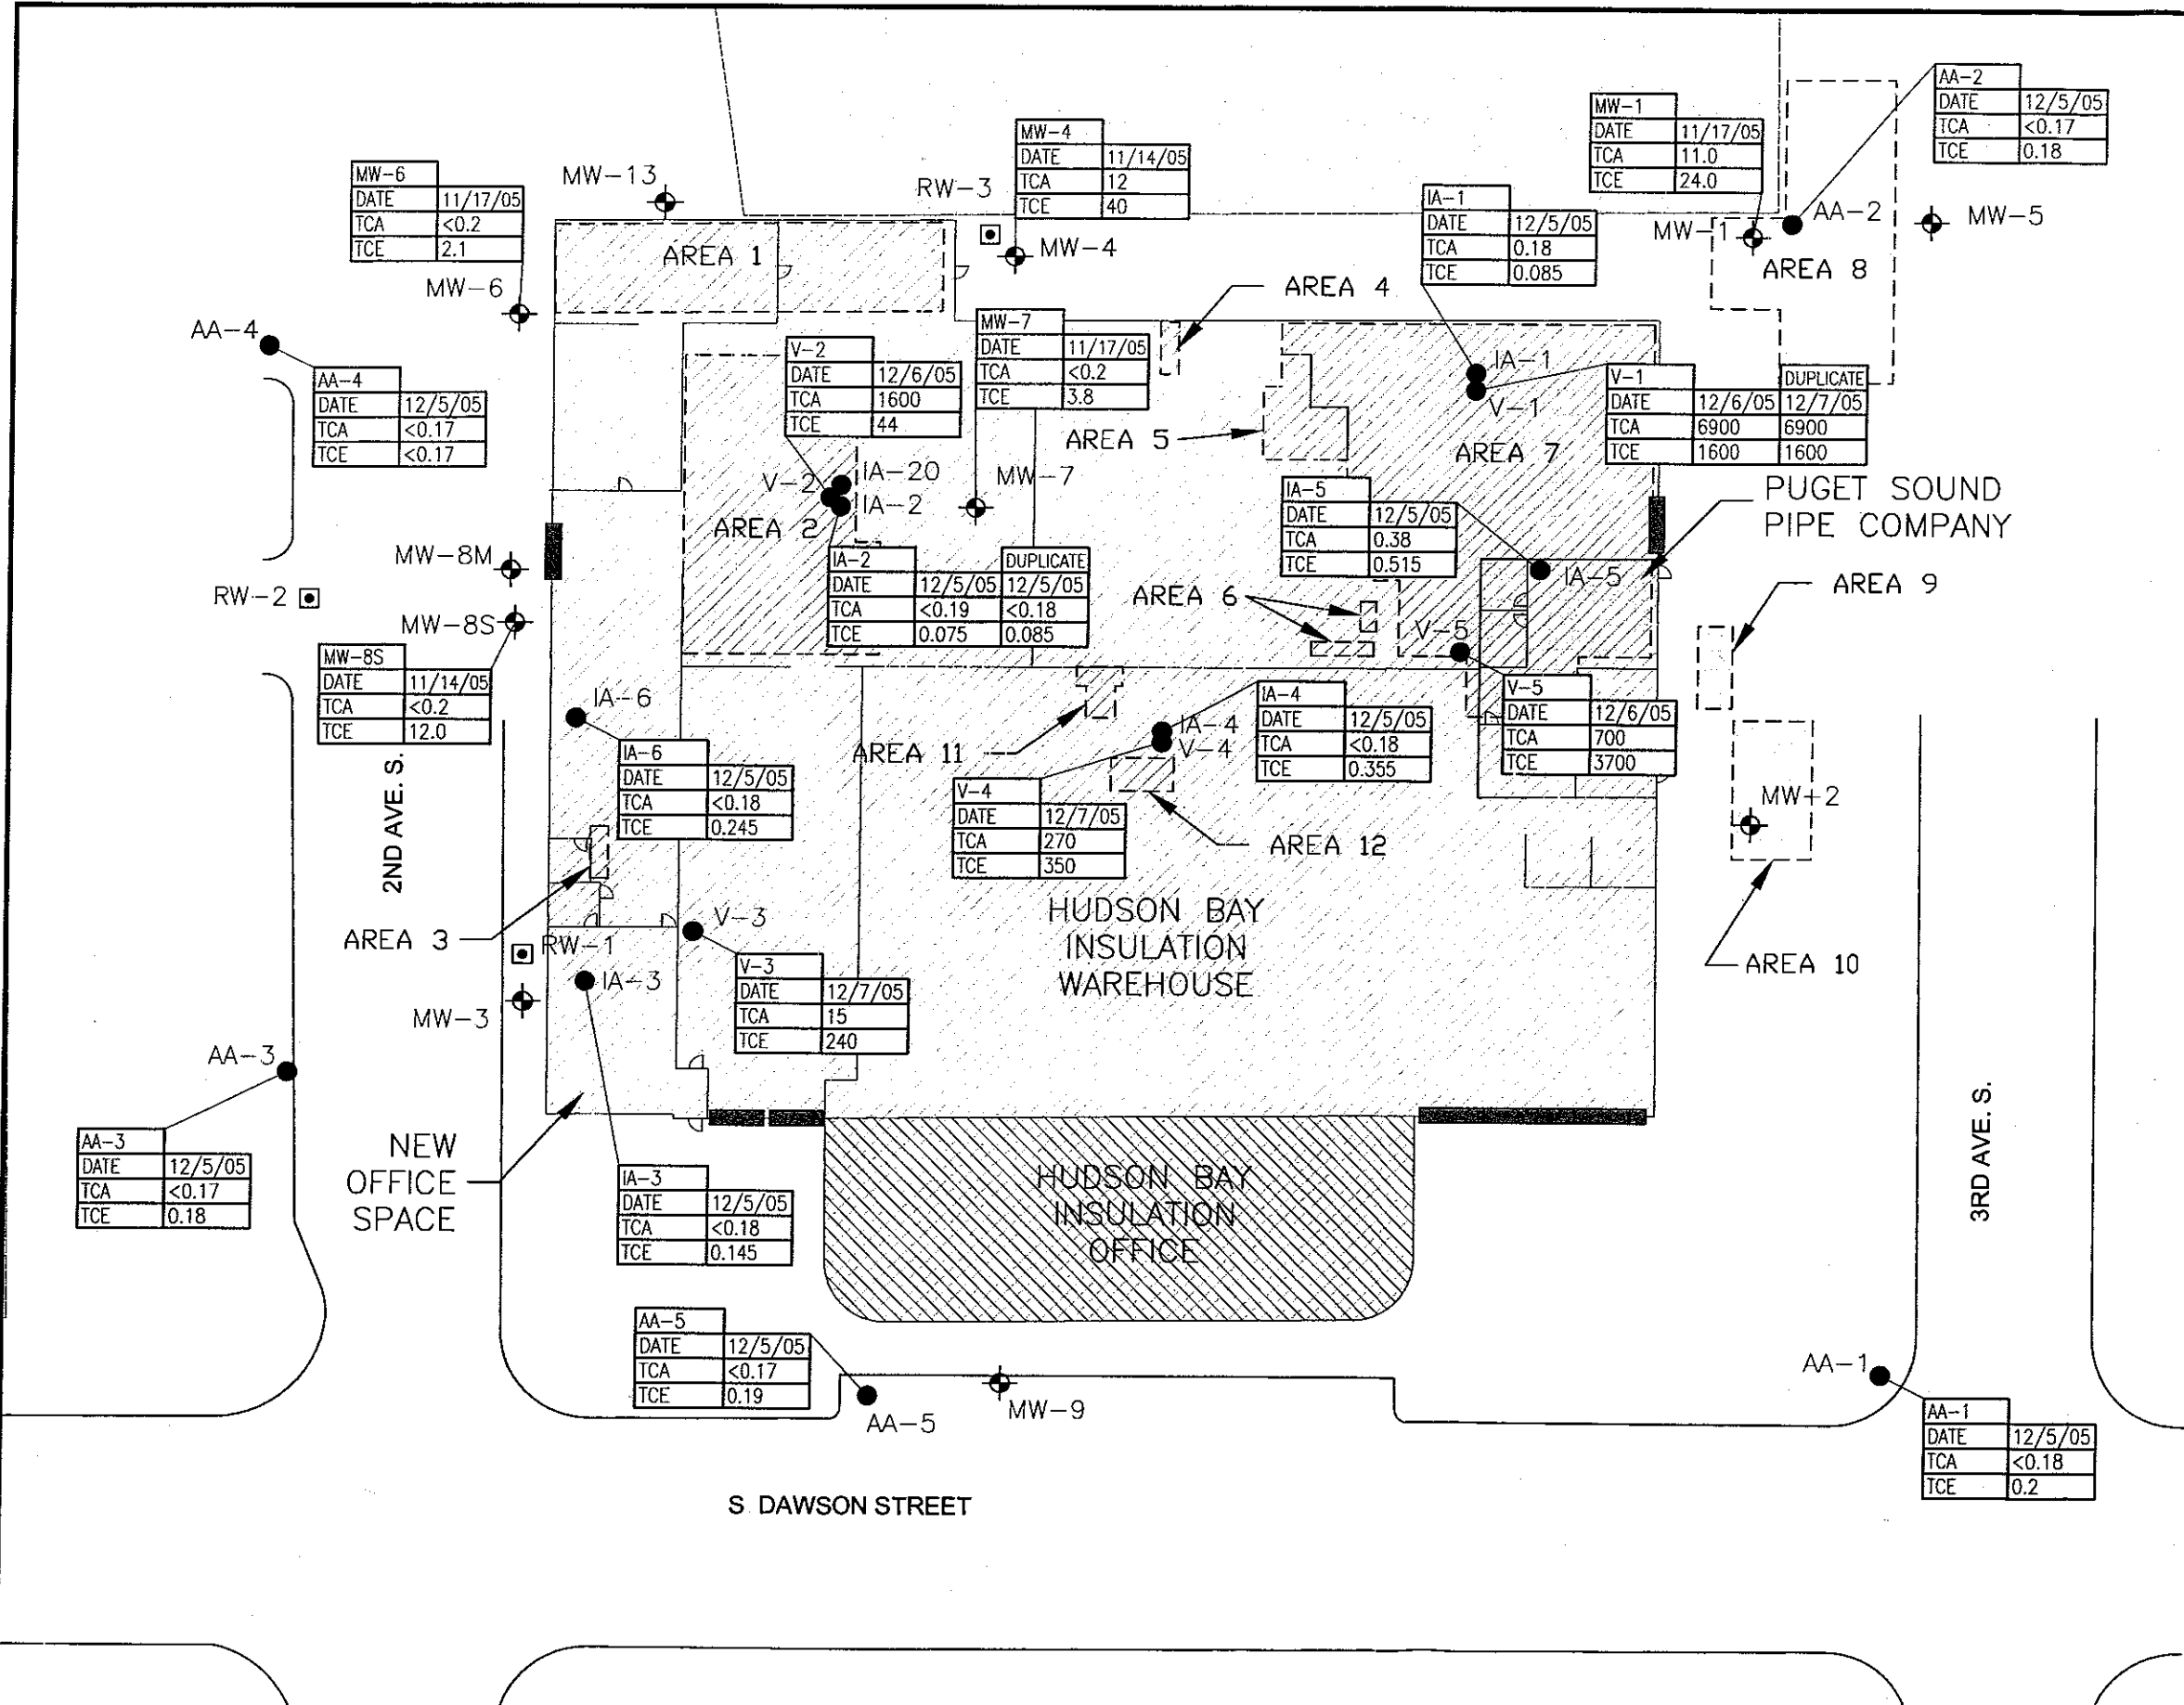 AA-2
DATE 12/5/05
TCA <0.17
TCE 0.18
MW-1
DATE 11/17/05
TCA 11.0
TCE 24.0
MW-4
DATE 11/14/05
TCA 12
TCE 40
MW-6
DATE 11/17/05
TCA <0.2
TCE 2.1
MW-13
RW-3
IA-1
DATE 12/5/05
TCA 0.18
TCE 0.085
MW-1
AA-2
MW-5
AREA 1
MW-4
AREA 8
MW-6
AREA 4
AA-4
MW-7
DATE 11/17/05
TCA <0.2
TCE 3.8
V-2
DATE 12/6/05
TCA 1600
TCE 44
IA-1
V-1
V-1 DUPLICATE
DATE 12/6/05 12/7/05
TCA 6900 6900
TCE 1600 1600
AA-4
DATE 12/5/05
TCA <0.17
TCE <0.17
AREA 5
AREA 7
V-2
IA-20
IA-2
MW-7
AREA 2
IA-5
DATE 12/5/05
TCA 0.38
TCE 0.515
PUGET SOUND
PIPE COMPANY
MW-8M
IA-2 DUPLICATE
DATE 12/5/05 12/5/05
TCA <0.19 <0.18
TCE 0.075 0.085
IA-5
AREA 9
RW-2
AREA 6
MW-8S
V-5
MW-8S
DATE 11/14/05
TCA <0.2
TCE 12.0
IA-6
IA-4
DATE 12/5/05
TCA <0.18
TCE 0.355
V-5
DATE 12/6/05
TCA 700
TCE 3700
IA-4
V-4
AREA 11
IA-6
DATE 12/5/05
TCA <0.18
TCE 0.245
2ND AVE. S.
V-4
DATE 12/7/05
TCA 270
TCE 350
MW-2
AREA 12
AREA 3
V-3
RW-1
HUDSON BAY
INSULATION
WAREHOUSE
AREA 10
IA-3
V-3
DATE 12/7/05
TCA 15
TCE 240
MW-3
AA-3
AA-3
DATE 12/5/05
TCA <0.17
TCE 0.18
NEW
OFFICE
SPACE
IA-3
DATE 12/5/05
TCA <0.18
TCE 0.145
HUDSON BAY
INSULATION
OFFICE
3RD AVE. S.
AA-5
DATE 12/5/05
TCA <0.17
TCE 0.19
AA-5
MW-9
AA-1
AA-1
DATE 12/5/05
TCA <0.18
TCE 0.2
S. DAWSON STREET